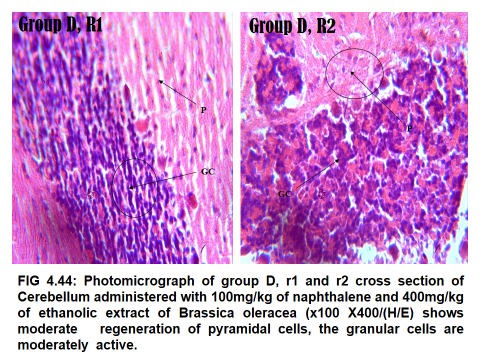 Group D, R1
P
GC
Group D, R2
P
GC
FIG 4.44: Photomicrograph of group D, r1 and r2 cross section of
Cerebellum administered with 100mg/kg of naphthalene and 400mg/kg
of ethanolic extract of Brassica oleracea (x100 X400/(H/E) shows
moderate regeneration of pyramidal cells, the granular cells are
moderately active.